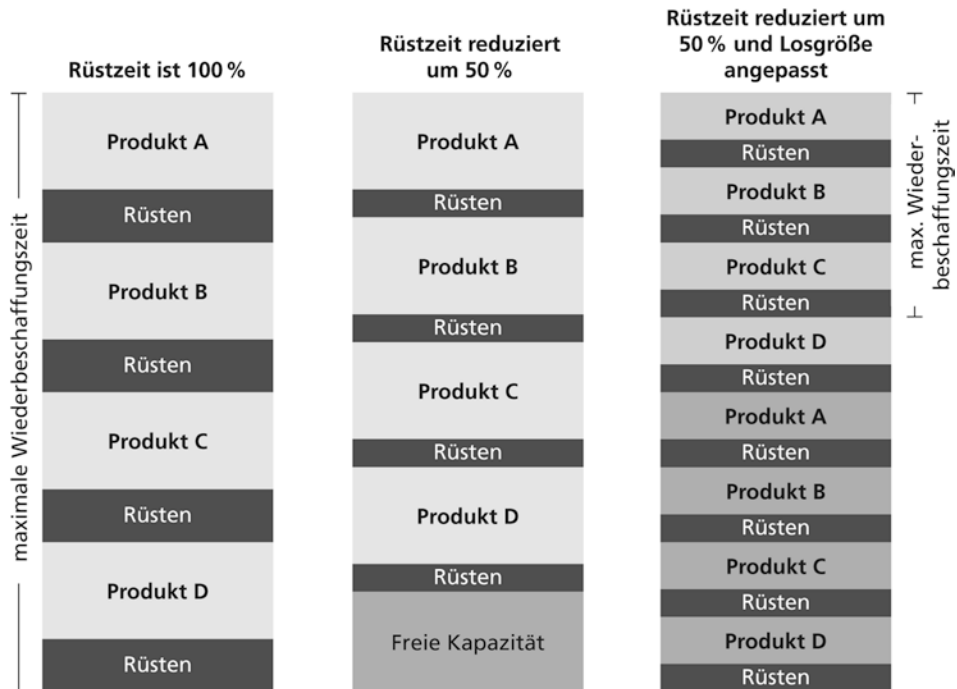 Rüstzeit ist 100 %
maximale Wiederbeschaffungszeit
Produkt A
Rüsten
Produkt B
Rüsten
Produkt C
Rüsten
Produkt D
Rüsten
Rüstzeit reduziert
um 50 %
Produkt A
Rüsten
Produkt B
Rüsten
Produkt C
Rüsten
Produkt D
Rüsten
Freie Kapazität
Rüstzeit reduziert um
50 % und Losgröße
angepasst
Produkt A
Rüsten
Produkt B
Rüsten
Produkt C
Rüsten
Produkt D
Rüsten
Produkt A
Rüsten
Produkt B
Rüsten
Produkt C
Rüsten
Produkt D
Rüsten
max. Wieder-
beschaffungszeit